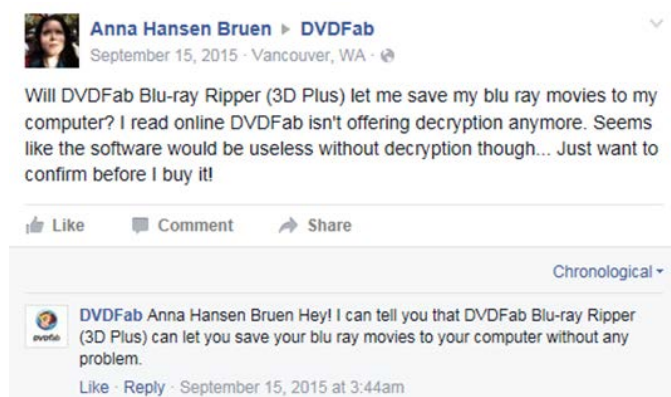 Anna Hansen Bruen ▸ DVDFab
September 15, 2015 · Vancouver, WA ·
Will DVDFab Blu-ray Ripper (3D Plus) let me save my blu ray movies to my
computer? I read online DVDFab isn't offering decryption anymore. Seems
like the software would be useless without decryption though... Just want to
confirm before I buy it!
Like Comment Share
Chronological
DVDFab Anna Hansen Bruen Hey! I can tell you that DVDFab Blu-ray Ripper
(3D Plus) can let you save your blu ray movies to your computer without any
problem.
Like · Reply · September 15, 2015 at 3:44am